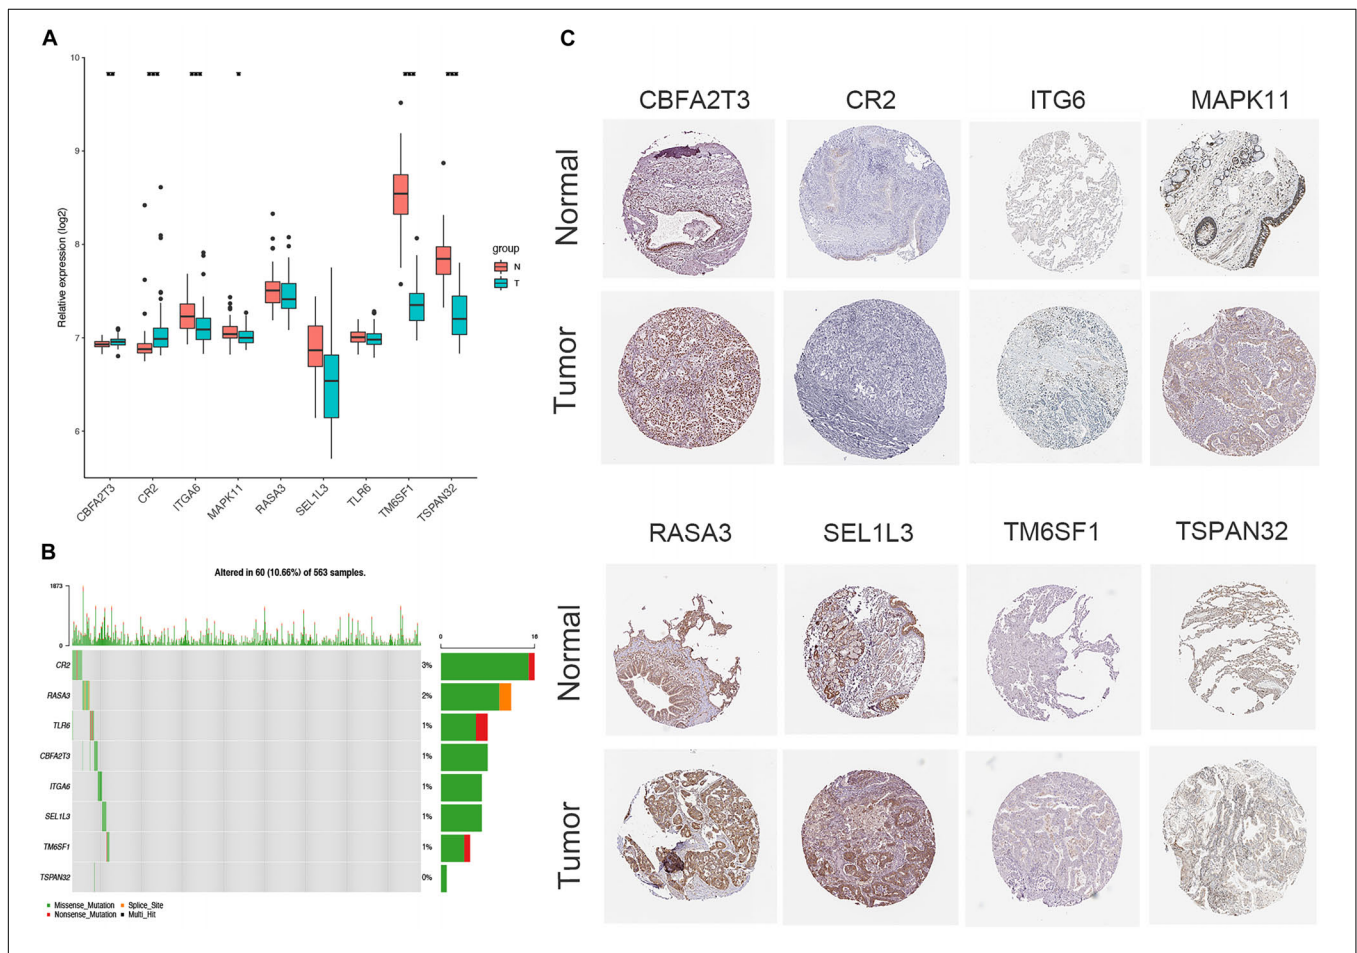 A
10
9
8
7
6
Relative expression (log2)
** *** *** * *** ***
group
N
T
CBFA2T3
CR2
ITGA6
MAPK11
RASA3
SEL1L3
TLR6
TM6SF1
TSPAN32
B
Altered in 60 (10.66%) of 563 samples.
1873
0
0 16
CR2 3%
RASA3 2%
TLR6 1%
CBFA2T3 1%
ITGA6 1%
SEL1L3 1%
TM6SF1 1%
TSPAN32 0%
Missense_Mutation Splice_Site
Nonsense_Mutation Multi_Hit
C
CBFA2T3 CR2 ITG6 MAPK11
Normal
Tumor
RASA3 SEL1L3 TM6SF1 TSPAN32
Normal
Tumor